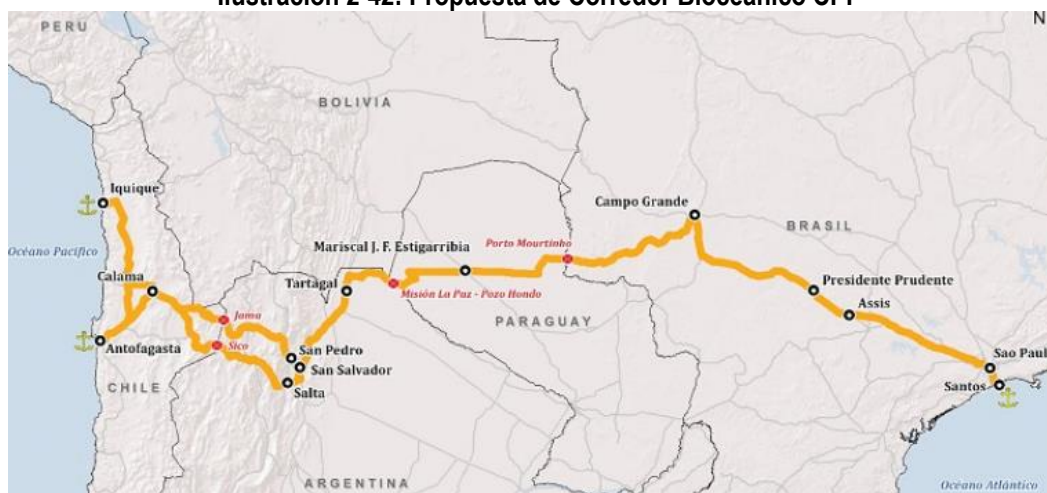 Ilustración 2-42: Propuesta de Corredor Bioceánico CFI
PERU
N
BOLIVIA
Iquique
Campo Grande
BRASIL
Océano Pacífico
Mariscal J. F. Estigarribia
Porto Mourtinho
Calama
Tartagal
Misión La Paz - Pozo Hondo
Presidente Prudente
Assis
Jama
PARAGUAY
Antofagasta
Sico
San Pedro
San Salvador
Sao Paul
CHILE
Salta
Santos
ARGENTINA
Océano Atlántico